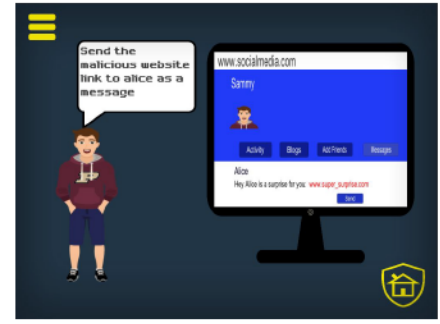 Send the
malicious website
link to alice as a
message
www.socialmedia.com
Sammy
Activity Blogs Add Friends Messages
Alice
Hey Alice is a surprise for you: www.super_surprise.com
Send